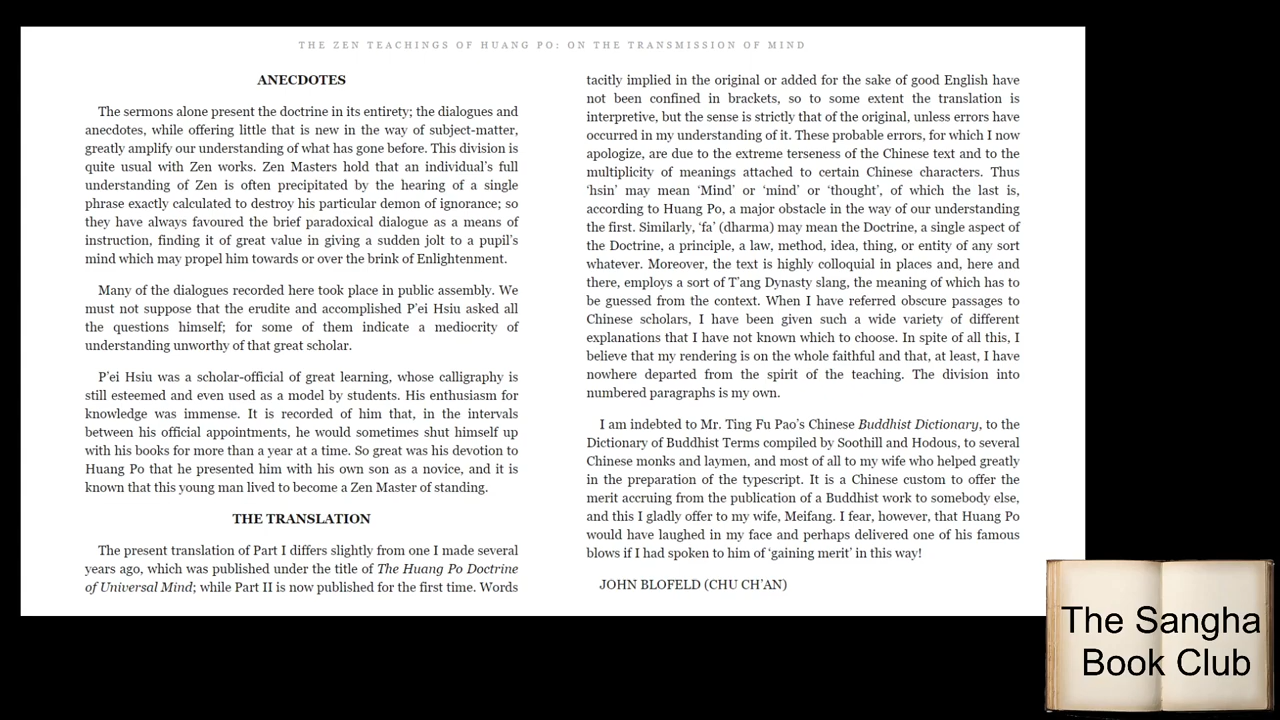 THE ZEN TEACHINGS OF HUANG PO: ON THE TRANSMISSION OF MIND
ANECDOTES
The sermons alone present the doctrine in its entirety; the dialogues and
anecdotes, while offering little that is new in the way of subject-matter,
greatly amplify our understanding of what has gone before. This division is
quite usual with Zen works. Zen Masters hold that an individual’s full
understanding of Zen is often precipitated by the hearing of a single
phrase exactly calculated to destroy his particular demon of ignorance; so
they have always favoured the brief paradoxical dialogue as a means of
instruction, finding it of great value in giving a sudden jolt to a pupil’s
mind which may propel him towards or over the brink of Enlightenment.
Many of the dialogues recorded here took place in public assembly. We
must not suppose that the erudite and accomplished P’ei Hsiu asked all
the questions himself; for some of them indicate a mediocrity of
understanding unworthy of that great scholar.
P’ei Hsiu was a scholar-official of great learning, whose calligraphy is
still esteemed and even used as a model by students. His enthusiasm for
knowledge was immense. It is recorded of him that, in the intervals
between his official appointments, he would sometimes shut himself up
with his books for more than a year at a time. So great was his devotion to
Huang Po that he presented him with his own son as a novice, and it is
known that this young man lived to become a Zen Master of standing.
THE TRANSLATION
The present translation of Part I differs slightly from one I made several
years ago, which was published under the title of The Huang Po Doctrine
of Universal Mind; while Part II is now published for the first time. Words
tacitly implied in the original or added for the sake of good English have
not been confined in brackets, so to some extent the translation is
interpretive, but the sense is strictly that of the original, unless errors have
occurred in my understanding of it. These probable errors, for which I now
apologize, are due to the extreme terseness of the Chinese text and to the
multiplicity of meanings attached to certain Chinese characters. Thus
‘hsin’ may mean ‘Mind’ or ‘mind’ or ‘thought’, of which the last is,
according to Huang Po, a major obstacle in the way of our understanding
the first. Similarly, ‘fa’ (dharma) may mean the Doctrine, a single aspect of
the Doctrine, a principle, a law, method, idea, thing, or entity of any sort
whatever. Moreover, the text is highly colloquial in places and, here and
there, employs a sort of T’ang Dynasty slang, the meaning of which has to
be guessed from the context. When I have referred obscure passages to
Chinese scholars, I have been given such a wide variety of different
explanations that I have not known which to choose. In spite of all this, I
believe that my rendering is on the whole faithful and that, at least, I have
nowhere departed from the spirit of the teaching. The division into
numbered paragraphs is my own.
I am indebted to Mr. Ting Fu Pao’s Chinese Buddhist Dictionary, to the
Dictionary of Buddhist Terms compiled by Soothill and Hodous, to several
Chinese monks and laymen, and most of all to my wife who helped greatly
in the preparation of the typescript. It is a Chinese custom to offer the
merit accruing from the publication of a Buddhist work to somebody else,
and this I gladly offer to my wife, Meifang. I fear, however, that Huang Po
would have laughed in my face and perhaps delivered one of his famous
blows if I had spoken to him of ‘gaining merit’ in this way!
JOHN BLOFELD (CHU CH’AN)
The Sangha
Book Club